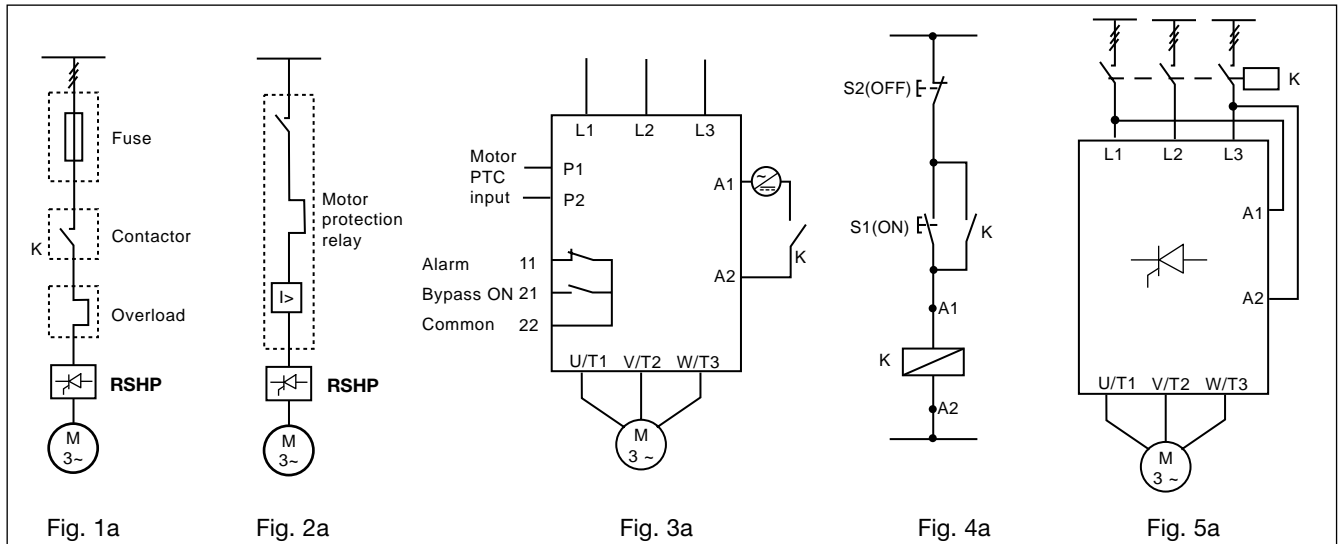 Fuse
K
Contactor
Overload
RSHP
M
3~
Fig. 1a
Motor
protection
relay
I>
RSHP
M
3~
Fig. 2a
L1 L2 L3
Motor
PTC
input
P1
P2
A1
A2
K
Alarm 11
Bypass ON 21
Common 22
U/T1 V/T2 W/T3
M
3 ~
Fig. 3a
S2(OFF)
S1(ON)
K
A1
K
A2
Fig. 4a
K
L1 L2 L3
A1
A2
U/T1 V/T2 W/T3
M
3 ~
Fig. 5a